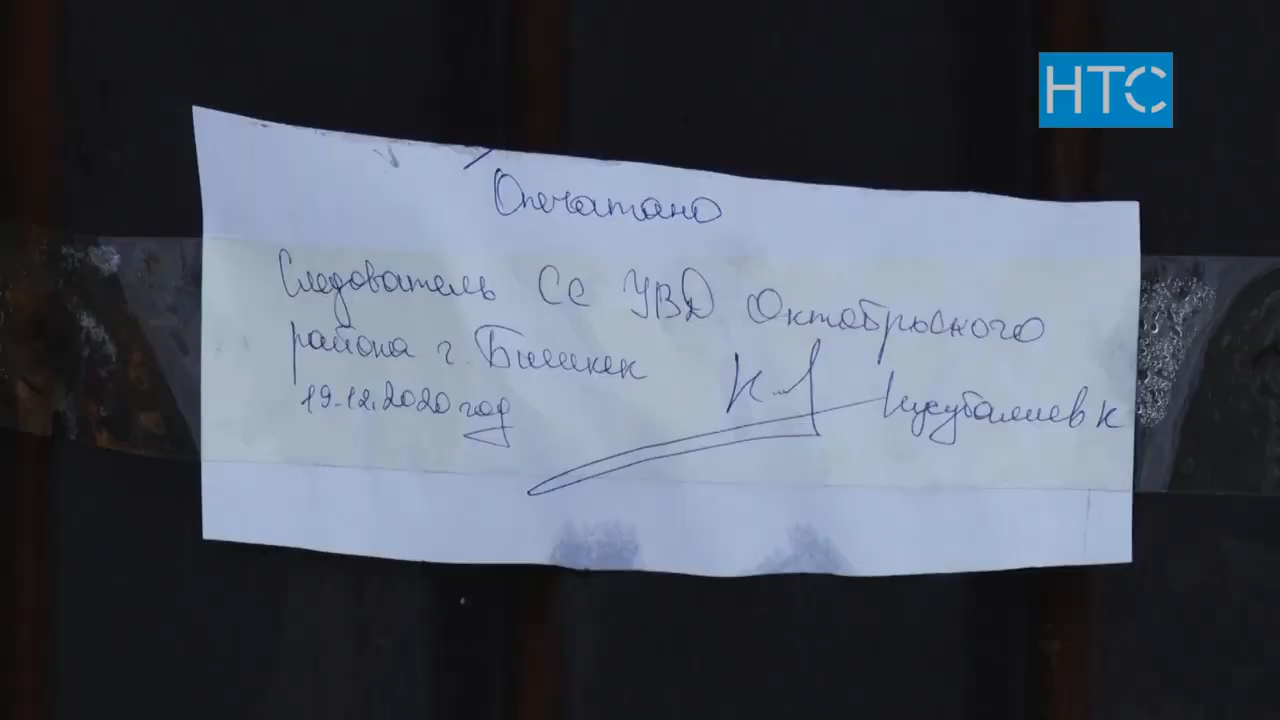 НТС
Опечатано
Следователь СС УВД Октябрьского
района г. Бишкек
19.12.2020 год